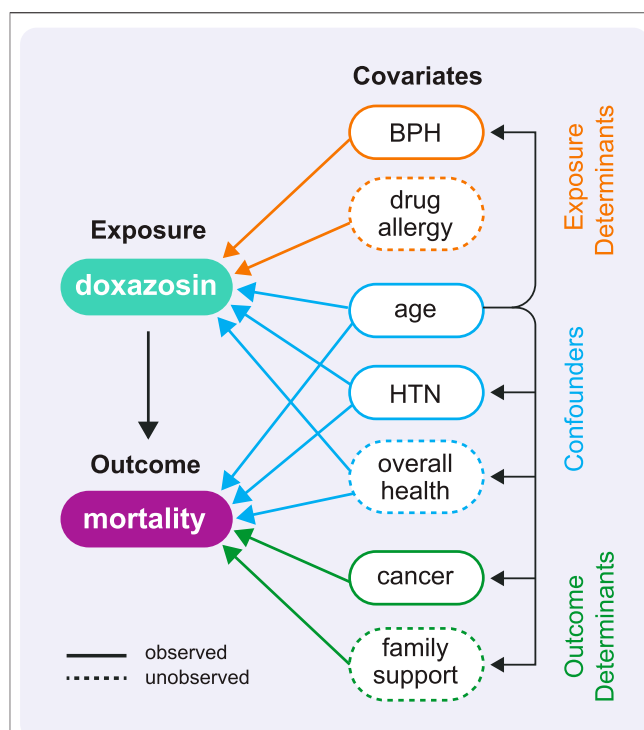 Covariates
BPH
drug
allergy
Exposure
Determinants
Exposure
doxazosin
age
HTN
Confounders
Outcome
overall
health
mortality
cancer
family
support
Outcome
Determinants
observed
unobserved